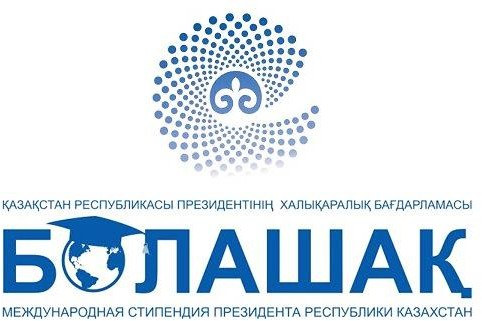 ҚАЗАҚСТАН РЕСПУБЛИКАСЫ ПРЕЗИДЕНТІНІҢ ХАЛЫҚАРАЛЫҚ БАҒДАРЛАМАСЫ
БОЛАШАҚ
МЕЖДУНАРОДНАЯ СТИПЕНДИЯ ПРЕЗИДЕНТА РЕСПУБЛИКИ КАЗАХСТАН